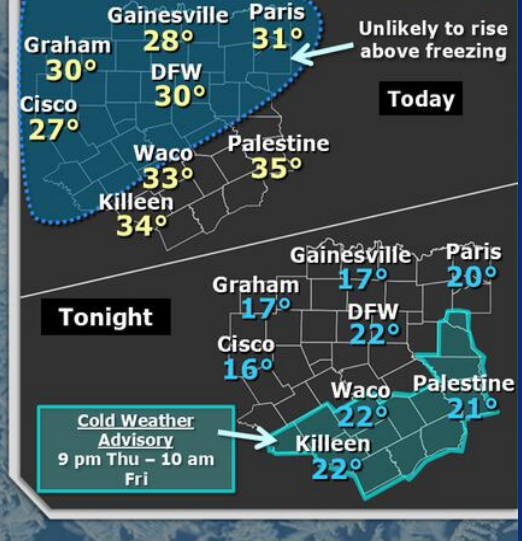 Gainesville
28°
Paris
31°
Unlikely to rise
above freezing
Graham
30°
DFW
30°
Today
Cisco
27°
Waco
33°
Palestine
35°
Killeen
34°
Tonight
Gainesville
17°
Paris
20°
Graham
17°
DFW
22°
Cisco
16°
Waco
22°
Palestine
21°
Killeen
22°
Cold Weather
Advisory
9 pm Thu – 10 am
Fri